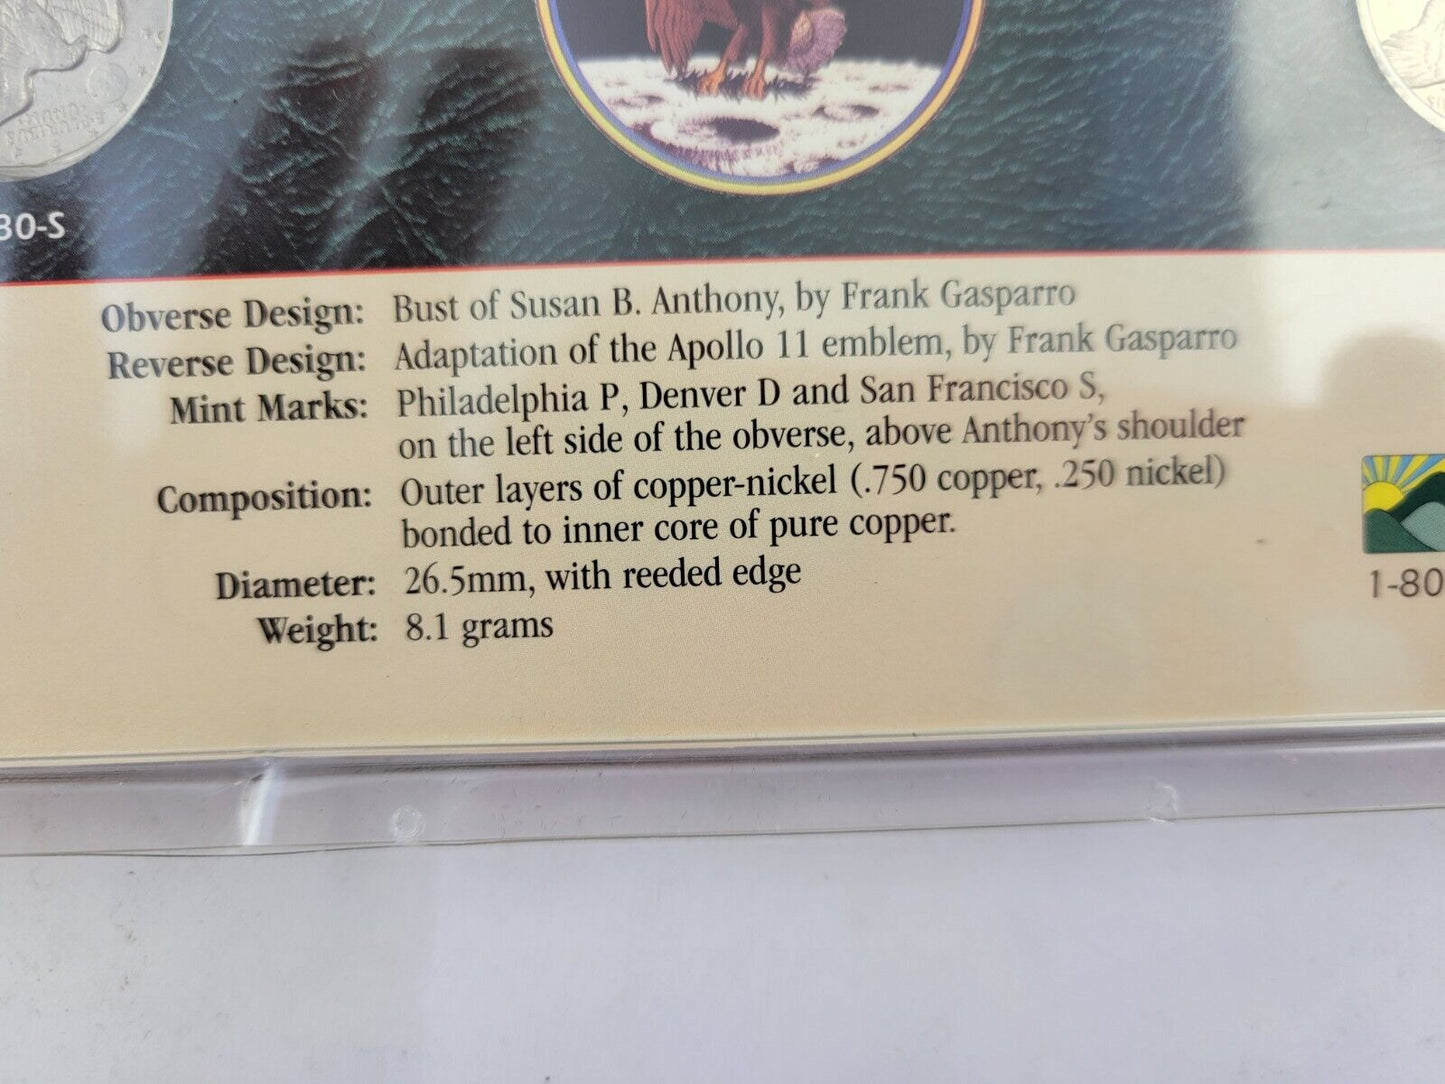 80-S
Obverse Design: Bust of Susan B. Anthony, by Frank Gasparro
Reverse Design: Adaptation of the Apollo 11 emblem, by Frank Gasparro
Mint Marks: Philadelphia P, Denver D and San Francisco S,
on the left side of the obverse, above Anthony's shoulder
Composition: Outer layers of copper-nickel (.750 copper, .250 nickel)
bonded to inner core of pure copper.
Diameter: 26.5mm, with reeded edge
Weight: 8.1 grams
1-80